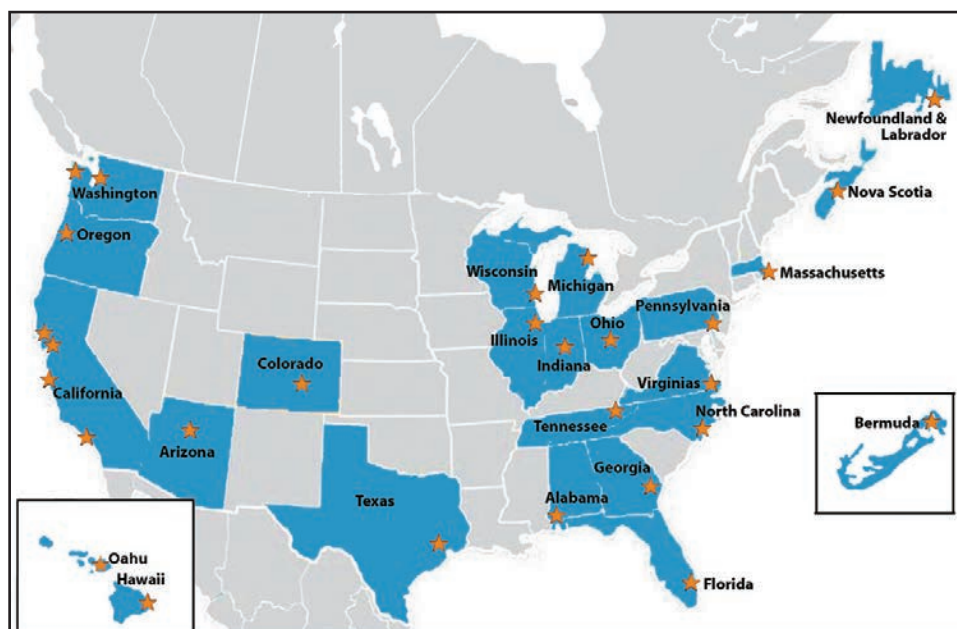 Newfoundland &
Labrador
Nova Scotia
Washington
Oregon
Massachusetts
Wisconsin
Michigan
Pennsylvania
Ohio
Illinois
Indiana
Colorado
Virginias
California
North Carolina
Tennessee
Bermuda
Arizona
Georgia
Texas
Alabama
Oahu
Hawaii
Florida